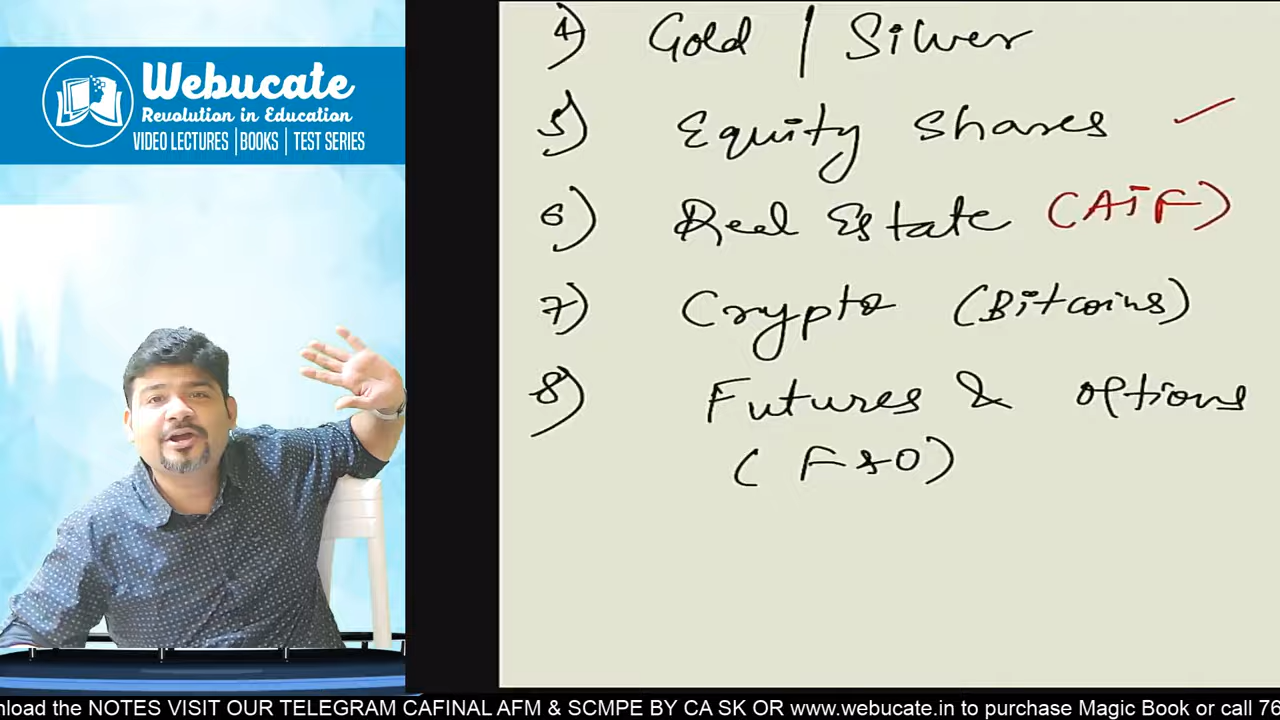 Webucate
Revolution in Education
VIDEO LECTURES | BOOKS | TEST SERIES
4) Gold / Silver
5) Equity Shares
6) Real Estate (AIF)
7) Crypto (Bitcoins)
8) Futures & options
(F&O)
nload the NOTES VISIT OUR TELEGRAM CAFINAL AFM & SCMPE BY CA SK OR www.webucate.in to purchase Magic Book or call 76